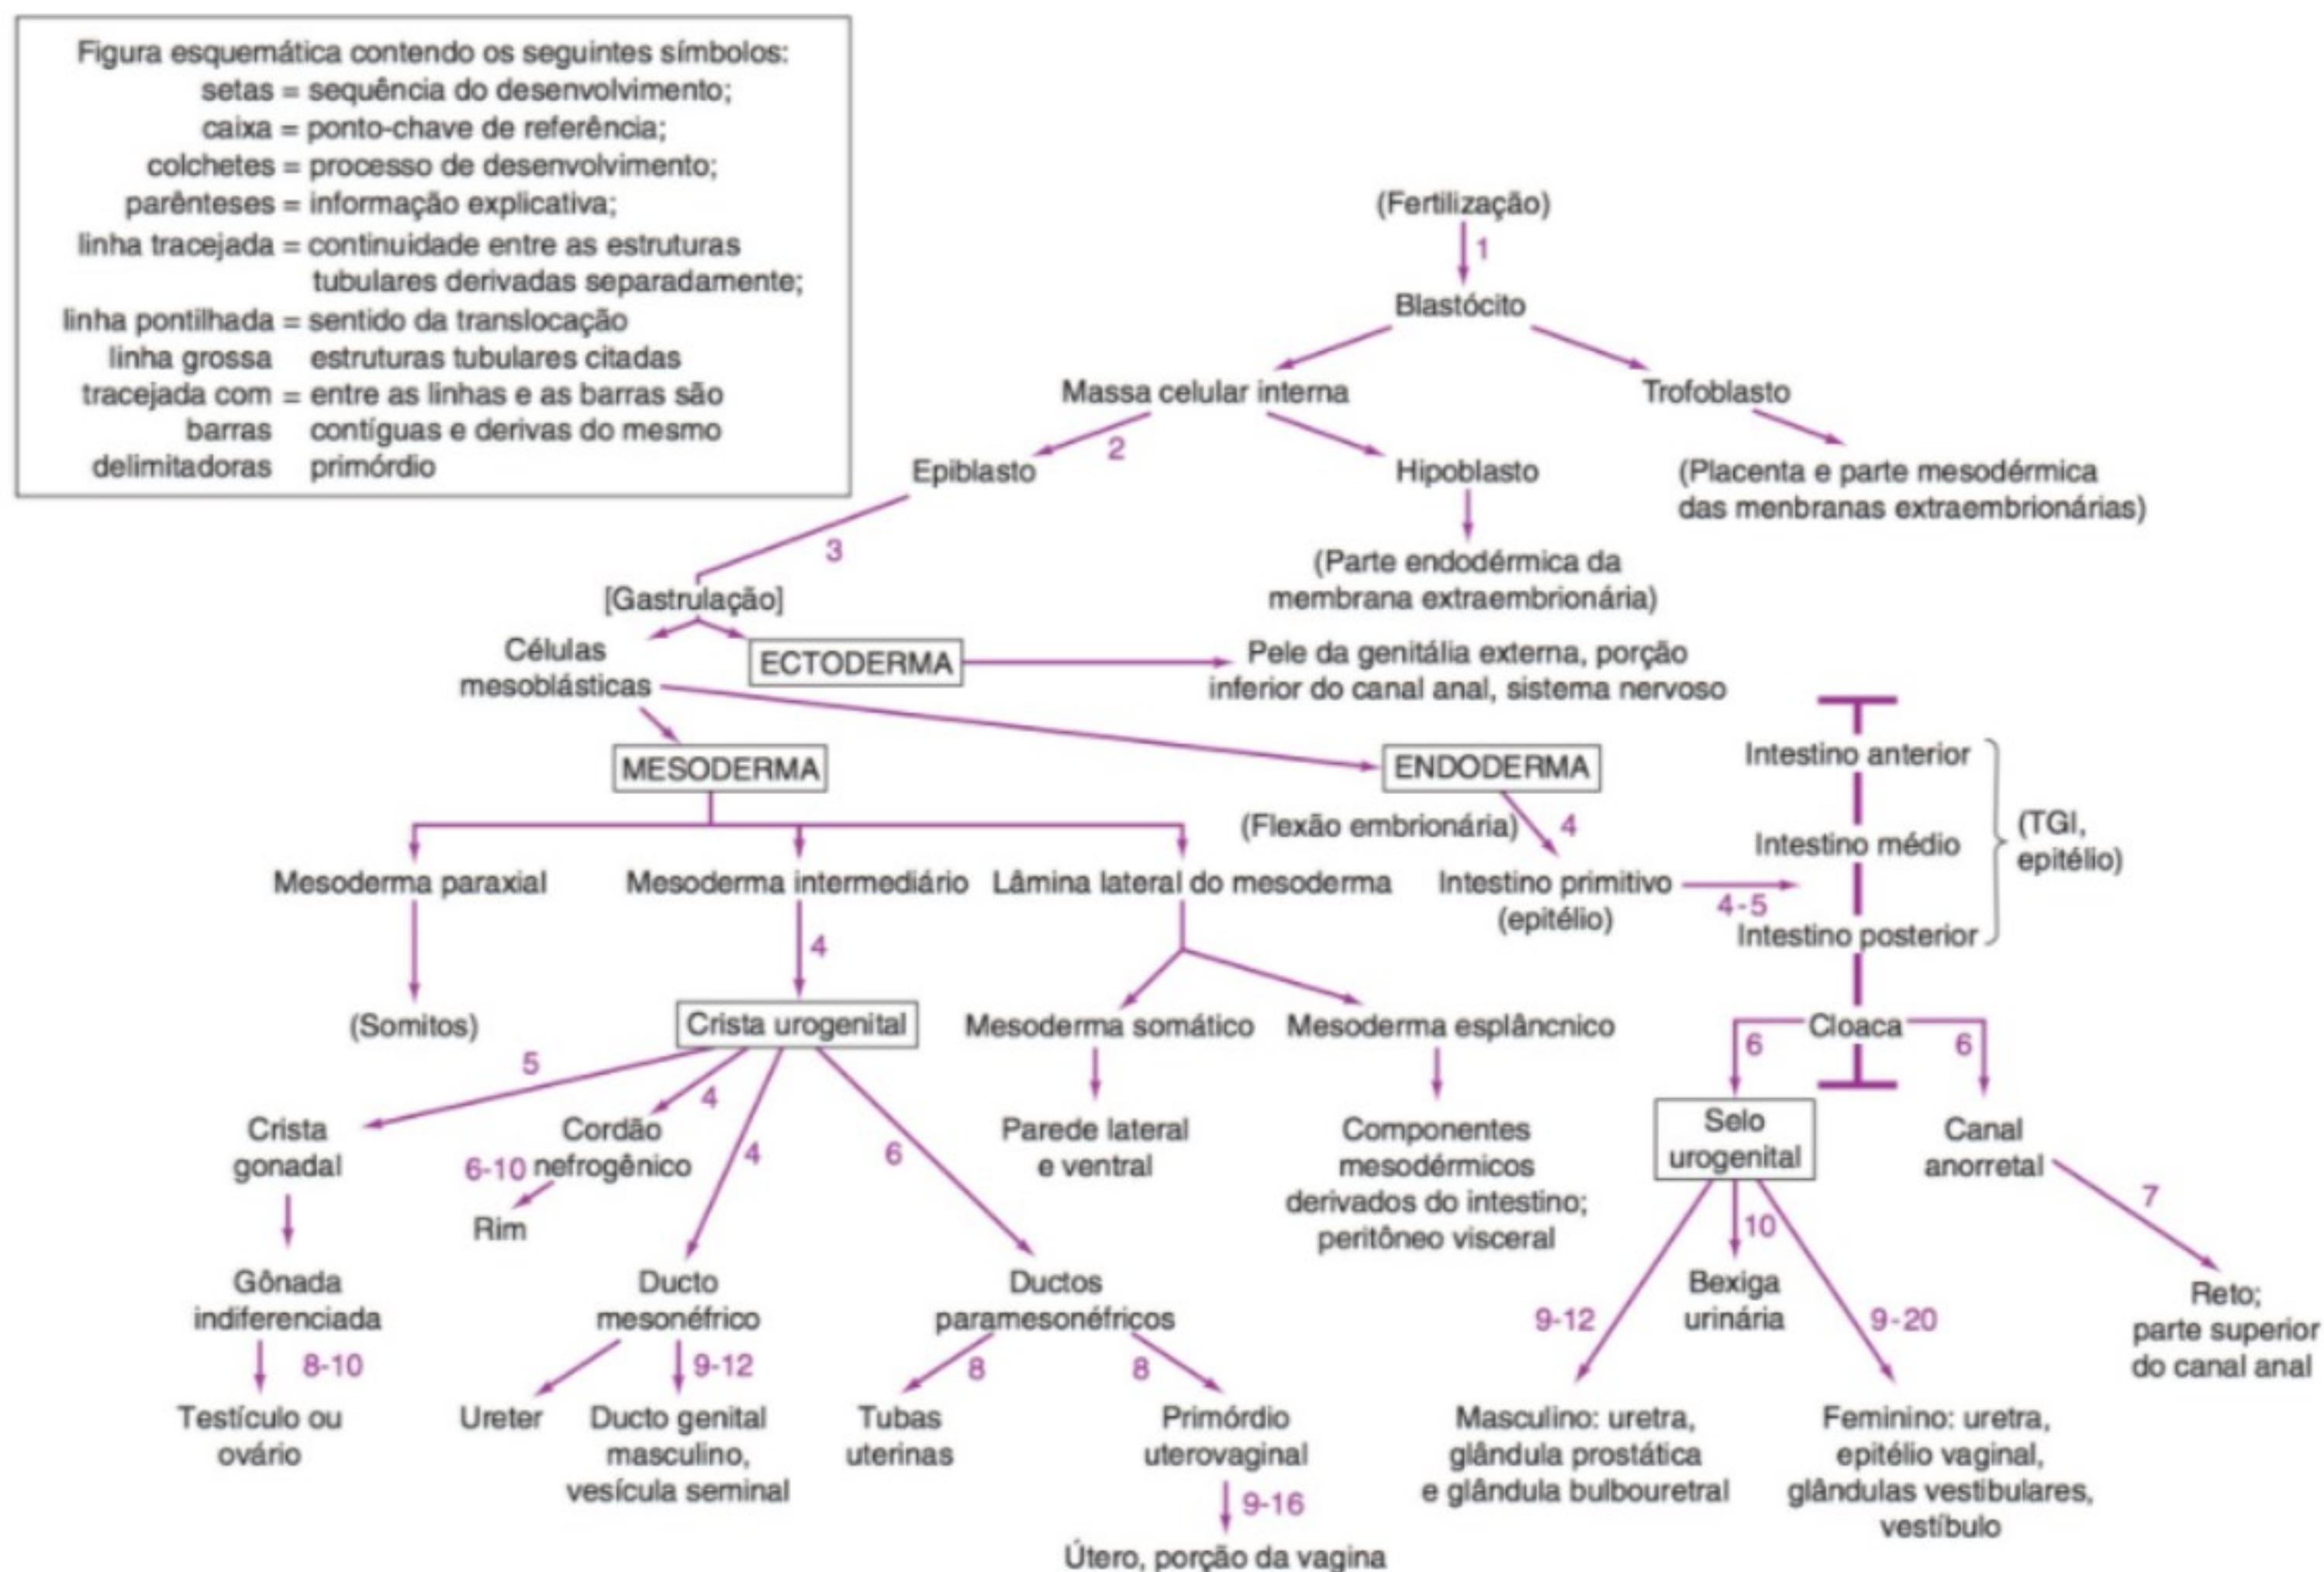 Figura esquemática contendo os seguintes símbolos:
setas = sequência do desenvolvimento;
caixa = ponto-chave de referência;
colchetes = processo de desenvolvimento;
parênteses = informação explicativa;
linha tracejada = continuidade entre as estruturas
tubulares derivadas separadamente;
linha pontilhada = sentido da translocação
linha grossa estruturas tubulares citadas
tracejada com = entre as linhas e as barras são
barras contíguas e derivas do mesmo
delimitadoras primórdio
(Fertilização)
1
Blastócito
Massa celular interna
Trofoblasto
2
Epiblasto
Hipoblasto
(Placenta e parte mesodérmica
das menbranas extraembrionárias)
3
(Parte endodérmica da
membrana extraembrionária)
[Gastrulação]
Células
mesoblásticas
ECTODERMA
Pele da genitália externa, porção
inferior do canal anal, sistema nervoso
MESODERMA
ENDODERMA
Intestino anterior
(Flexão embrionária)
4
Intestino médio
(TGI,
epitélio)
Mesoderma paraxial
Mesoderma intermediário
Lâmina lateral do mesoderma
Intestino primitivo
(epitélio)
4-5
Intestino posterior
4
(Somitos)
Crista urogenital
Mesoderma somático
Mesoderma esplâncnico
Cloaca
6
6
5
4
4
6
Crista
gonadal
Cordão
6-10 nefrogênico
Rim
Parede lateral
e ventral
Componentes
mesodérmicos
derivados do intestino;
peritôneo visceral
Selo
urogenital
Canal
anorretal
7
10
Gônada
indiferenciada
Ducto
mesonéfrico
Ductos
paramesonéfricos
Bexiga
urinária
9-12
9-20
Reto;
parte superior
do canal anal
8-10
9-12
8
8
Testículo ou
ovário
Ureter
Ducto genital
masculino,
vesícula seminal
Tubas
uterinas
Primórdio
uterovaginal
Masculino: uretra,
glândula prostática
e glândula bulbouretral
Feminino: uretra,
epitélio vaginal,
glândulas vestibulares,
vestíbulo
9-16
Útero, porção da vagina